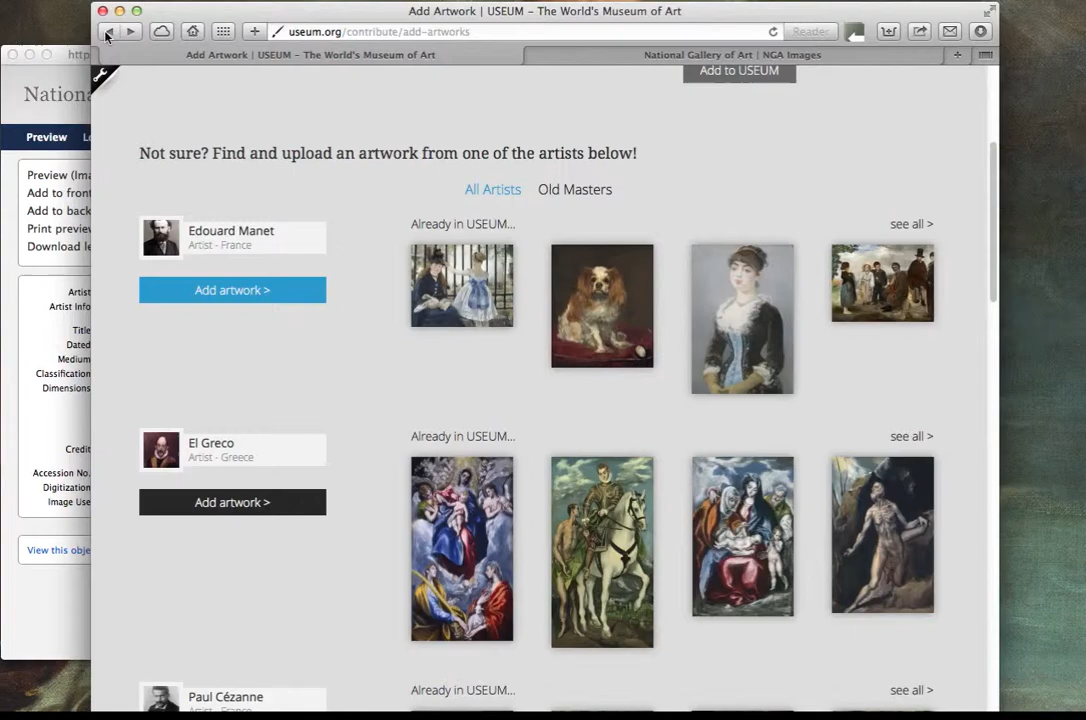 Add Artwork | USEUM – The World's Museum of Art
useum.org/contribute/add-artworks
Reader
Add Artwork | USEUM – The World's Museum of Art
National Gallery of Art | NGA Images
Add to USEUM
Nation
Preview
Preview (Ima
Add to front
Add to back
Print preview
Download le
Artist
Artist Info
Title
Dated
Medium
Classification
Dimensions
Credit
Accession No.
Digitization
Image Use
View this obje
Not sure? Find and upload an artwork from one of the artists below!
All Artists Old Masters
Edouard Manet
Artist - France
Add artwork >
Already in USEUM...
see all >
El Greco
Artist - Greece
Add artwork >
Already in USEUM...
see all >
Paul Cézanne
Artist - France
Already in USEUM...
see all >